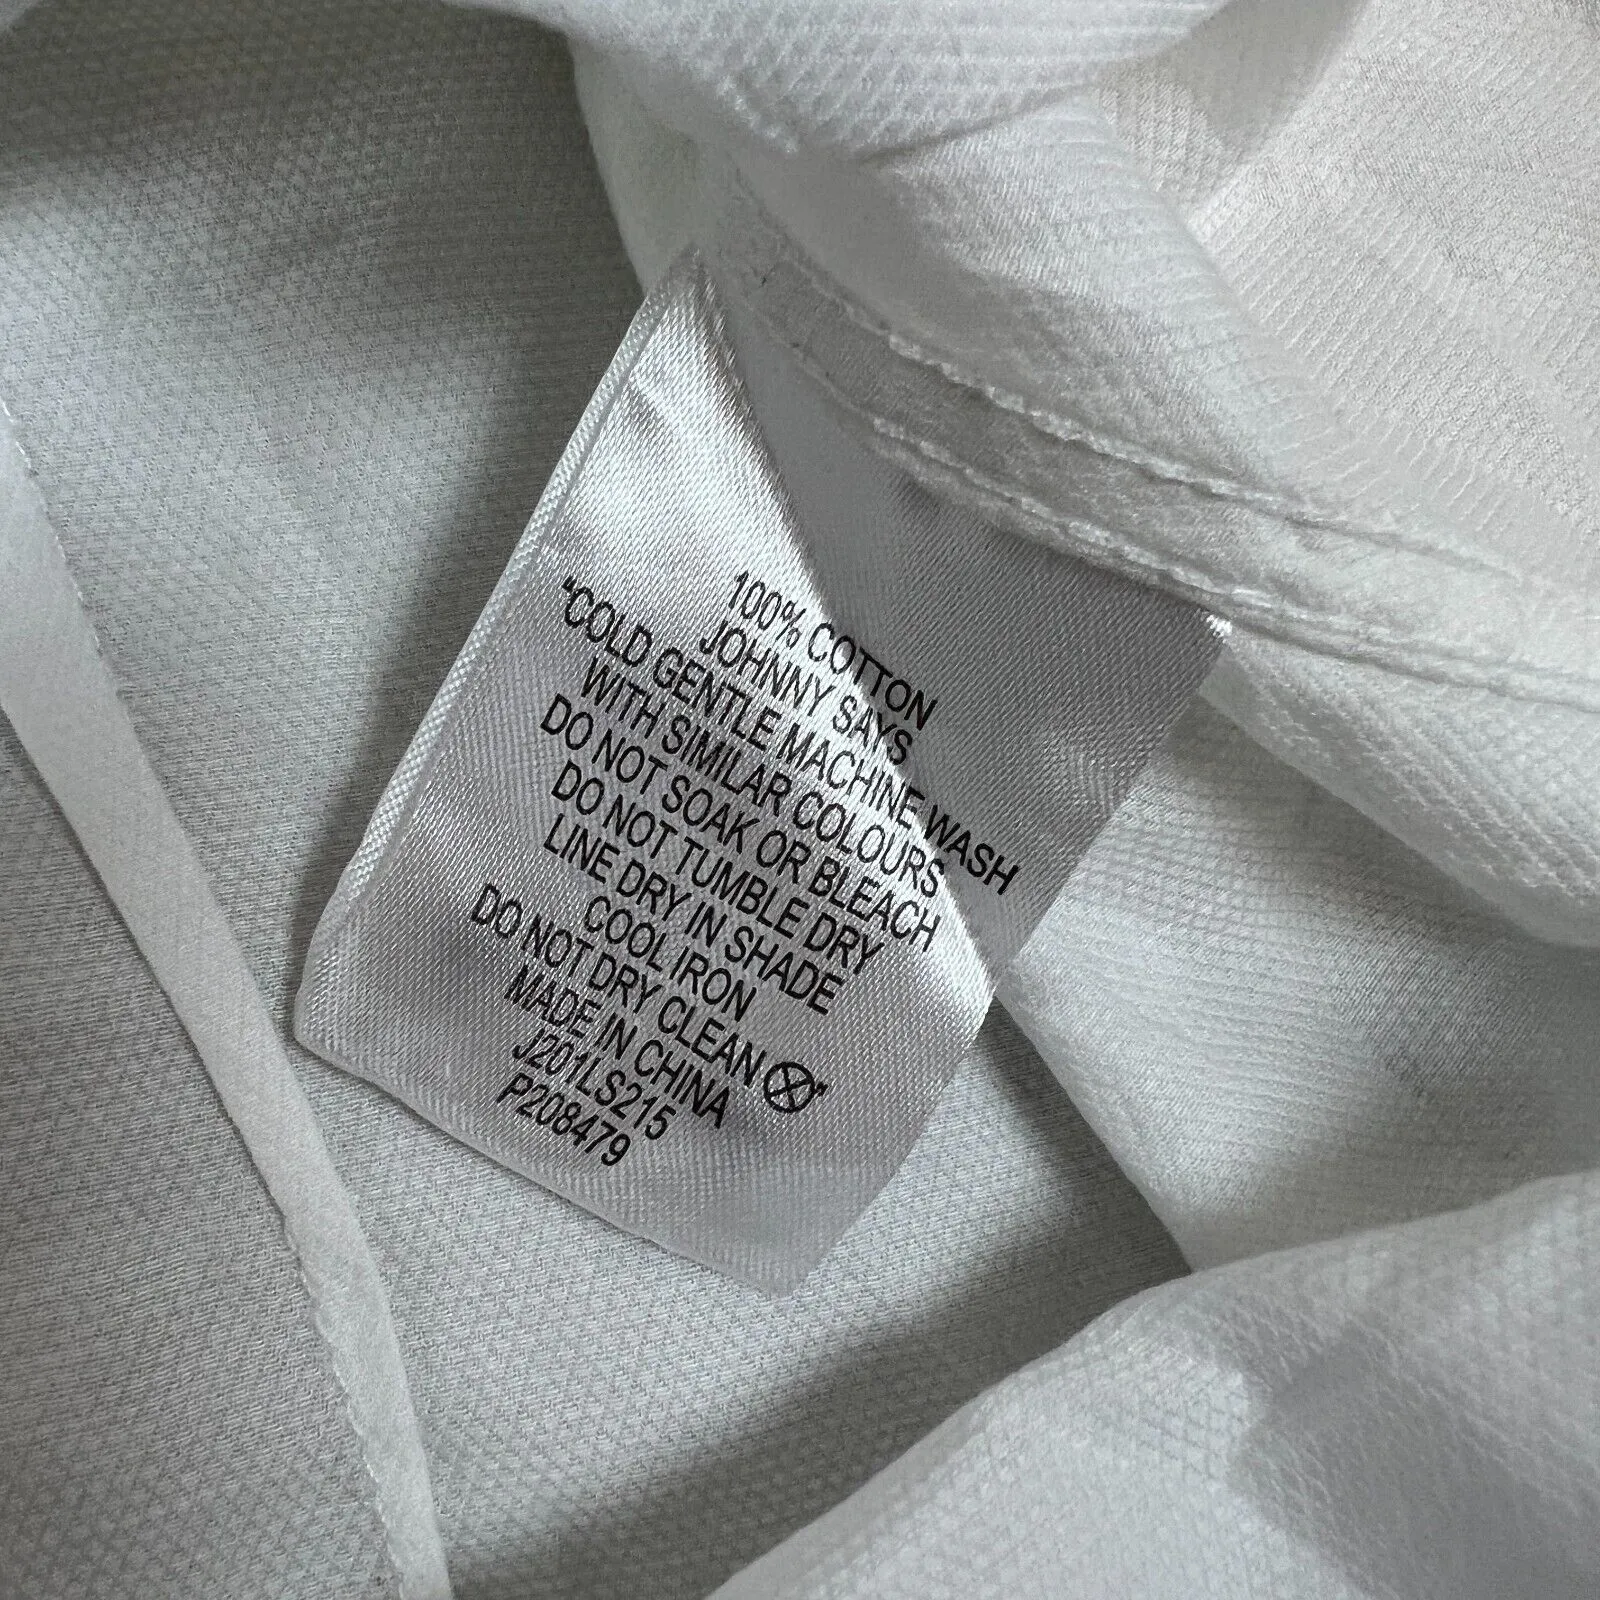 100% COTTON
JOHNNY SAYS
"COLD GENTLE MACHINE WASH
WITH SIMILAR COLOURS
DO NOT SOAK OR BLEACH
DO NOT TUMBLE DRY
LINE DRY IN SHADE
COOL IRON
DO NOT DRY CLEAN "
MADE IN CHINA
J201LS215
P208479